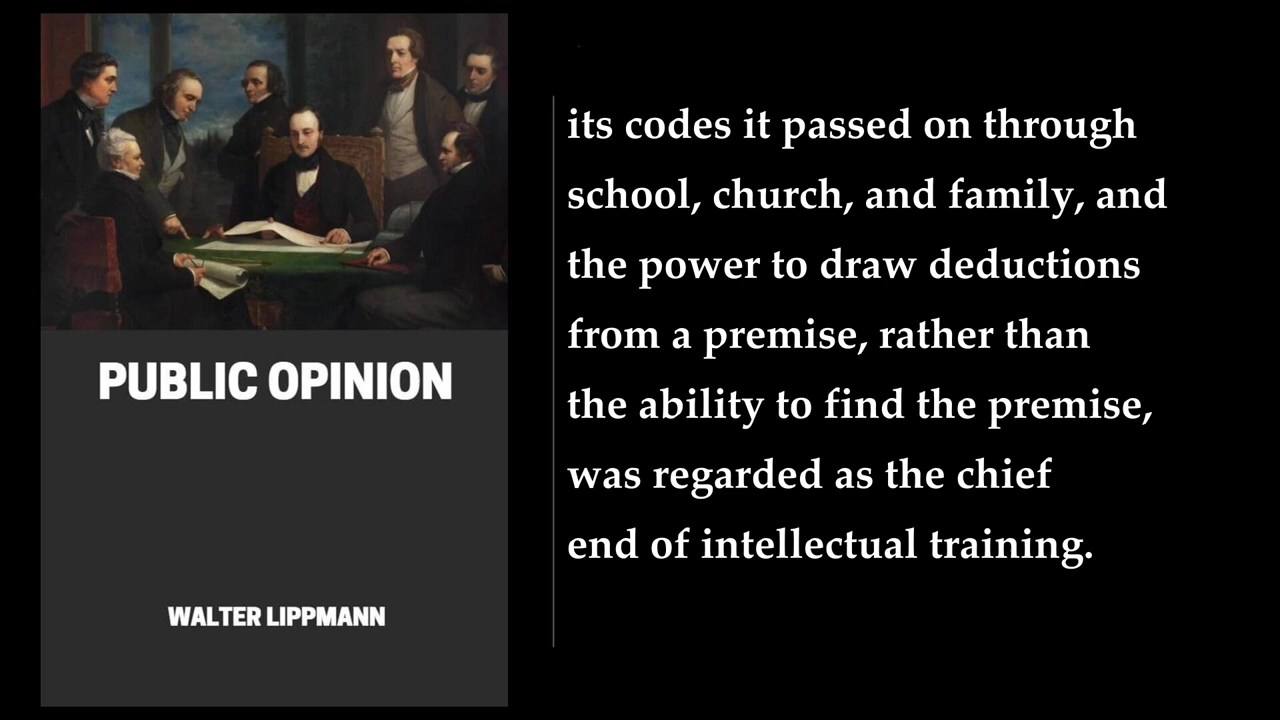 PUBLIC OPINION
WALTER LIPPMANN
its codes it passed on through
school, church, and family, and
the power to draw deductions
from a premise, rather than
the ability to find the premise,
was regarded as the chief
end of intellectual training.